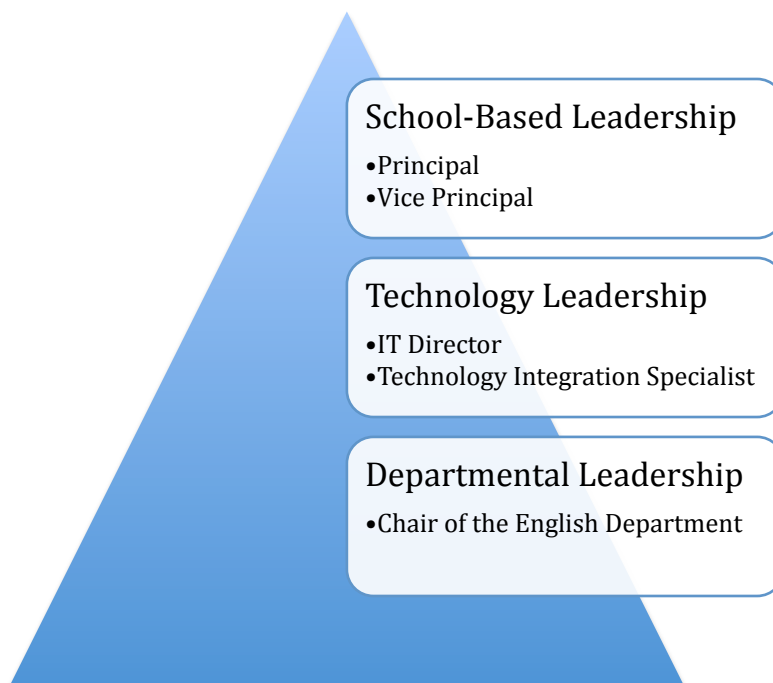 School-Based Leadership
•Principal
•Vice Principal
Technology Leadership
•IT Director
•Technology Integration Specialist
Departmental Leadership
•Chair of the English Department